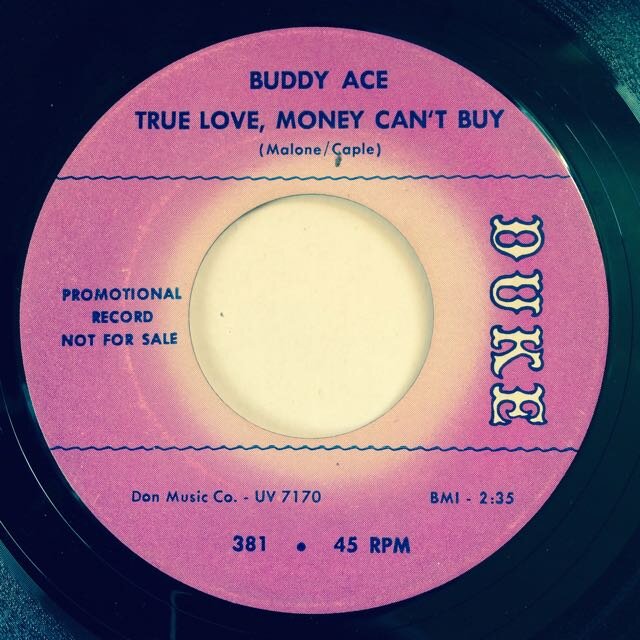 BUDDY ACE
TRUE LOVE, MONEY CAN'T BUY
(Malone/Caple)
PROMOTIONAL
RECORD
NOT FOR SALE
DUKE
Don Music Co. - UV 7170
BMI - 2:35
381 • 45 RPM